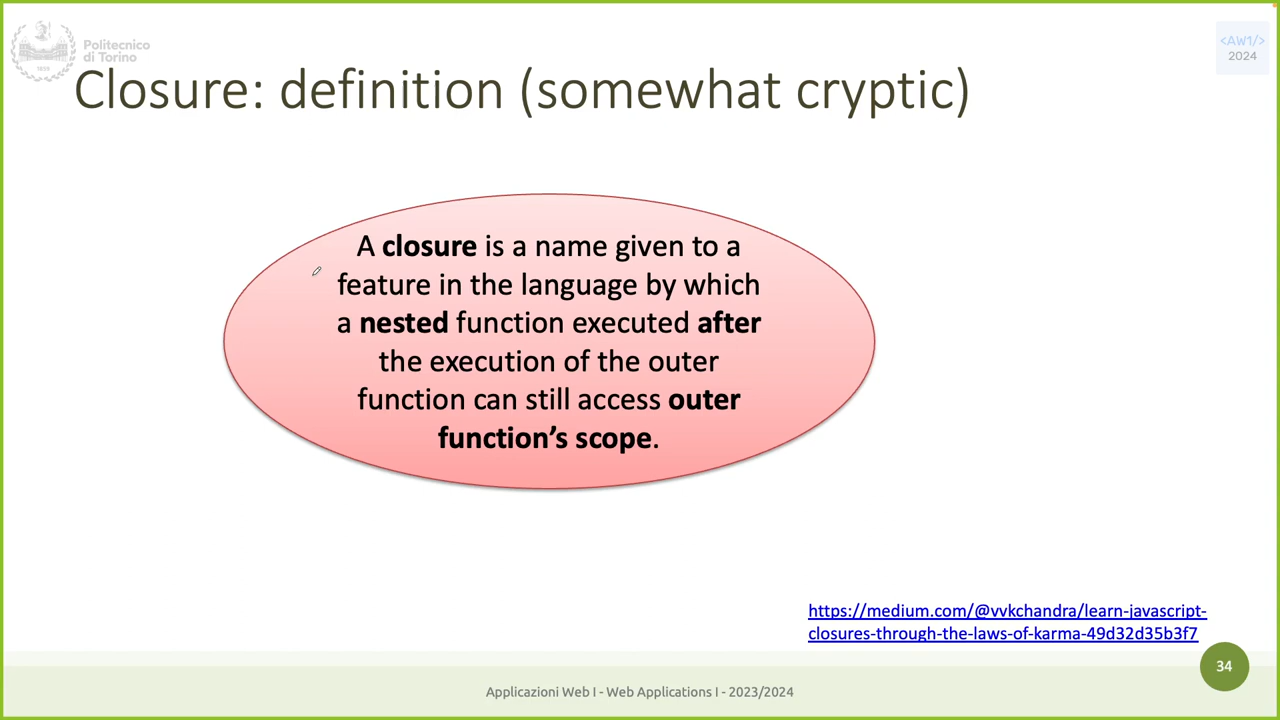 Politecnico
di Torino
1859
<AW1/>
2024
Closure: definition (somewhat cryptic)
A closure is a name given to a
feature in the language by which
a nested function executed after
the execution of the outer
function can still access outer
function’s scope.
https://medium.com/@vvkchandra/learn-javascript-
closures-through-the-laws-of-karma-49d32d35b3f7
34
Applicazioni Web I - Web Applications I - 2023/2024